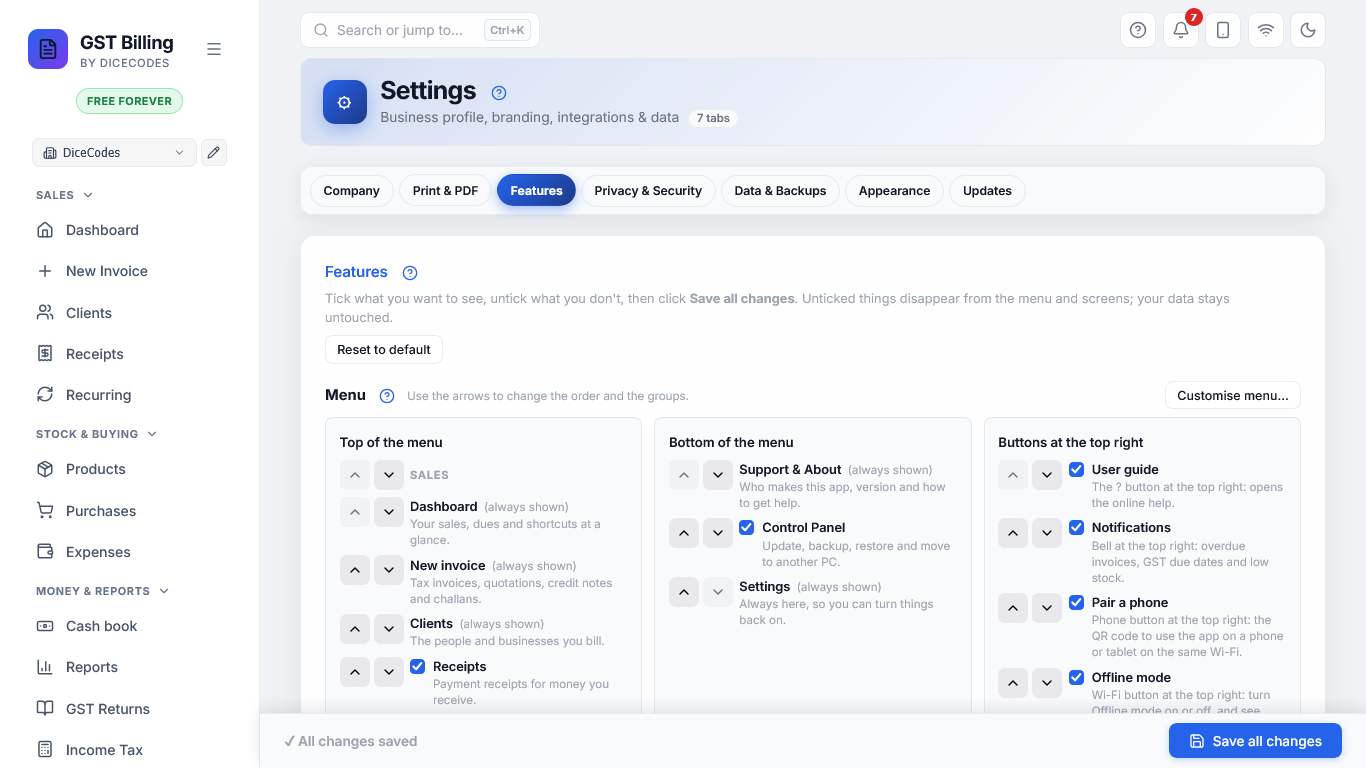 GST Billing
BY DICECODES
FREE FOREVER
DiceCodes
SALES
Dashboard
New Invoice
Clients
Receipts
Recurring
STOCK & BUYING
Products
Purchases
Expenses
MONEY & REPORTS
Cash book
Reports
GST Returns
Income Tax
Search or jump to...
Ctrl+K
7
Settings
Business profile, branding, integrations & data
7 tabs
Company
Print & PDF
Features
Privacy & Security
Data & Backups
Appearance
Updates
Features
Tick what you want to see, untick what you don't, then click Save all changes. Unticked things disappear from the menu and screens; your data stays
untouched.
Reset to default
Menu
Use the arrows to change the order and the groups.
Customise menu...
Top of the menu
SALES
Dashboard (always shown)
Your sales, dues and shortcuts at a
glance.
New invoice (always shown)
Tax invoices, quotations, credit notes
and challans.
Clients (always shown)
The people and businesses you bill.
Receipts
Payment receipts for money you
receive.
Bottom of the menu
Support & About (always shown)
Who makes this app, version and how
to get help.
Control Panel
Update, backup, restore and move
to another PC.
Settings (always shown)
Always here, so you can turn things
back on.
Buttons at the top right
User guide
The ? button at the top right: opens
the online help.
Notifications
Bell at the top right: overdue
invoices, GST due dates and low
stock.
Pair a phone
Phone button at the top right: the
QR code to use the app on a phone
or tablet on the same Wi-Fi.
Offline mode
Wi-Fi button at the top right: turn
Offline mode on or off, and see
✓ All changes saved
Save all changes